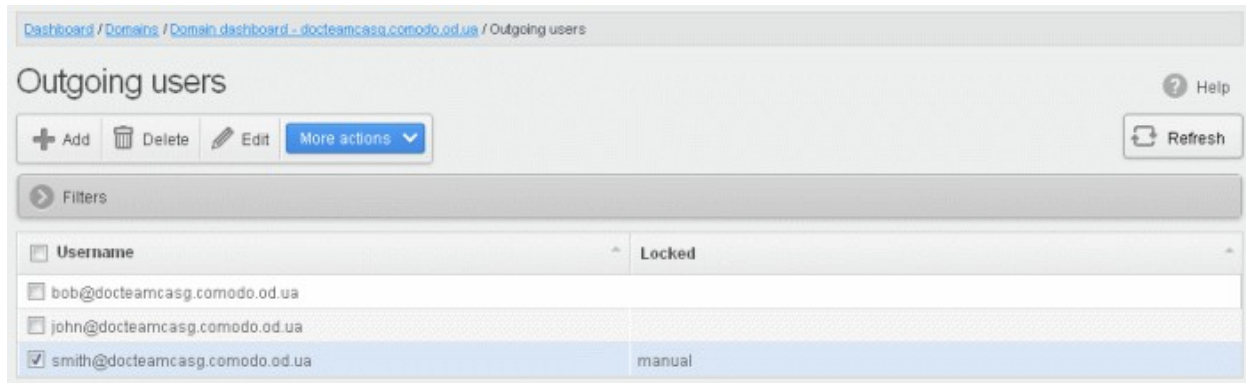 Dashboard / Domains / Domain dashboard - docteamcasg.comodo.od.ua / Outgoing users
Outgoing users
Help
Add Delete Edit More actions
Refresh
Filters
Username Locked
bob@docteamcasg.comodo.od.ua
john@docteamcasg.comodo.od.ua
smith@docteamcasg.comodo.od.ua manual